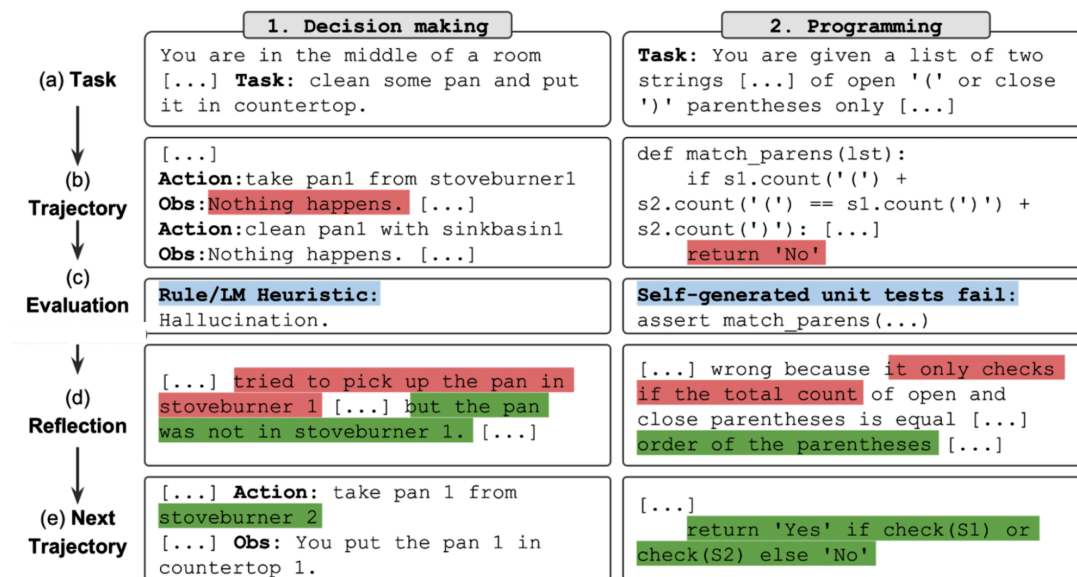 1. Decision making
2. Programming
(a) Task
You are in the middle of a room
[...] Task: clean some pan and put
it in countertop.
Task: You are given a list of two
strings [...] of open '(' or close
')' parentheses only [...]
(b)
Trajectory
[...]
Action:take pan1 from stoveburner1
Obs:Nothing happens. [...]
Action:clean pan1 with sinkbasin1
Obs:Nothing happens. [...]
def match_parens(lst):
if s1.count('(') +
s2.count('(') == s1.count(')') +
s2.count(')'): [...]
return 'No'
(c)
Evaluation
Rule/LM Heuristic:
Hallucination.
Self-generated unit tests fail:
assert match_parens(...)
(d)
Reflection
[...] tried to pick up the pan in
stoveburner 1 [...] but the pan
was not in stoveburner 1. [...]
[...] wrong because it only checks
if the total count of open and
close parentheses is equal [...]
order of the parentheses [...]
(e) Next
Trajectory
[...] Action: take pan 1 from
stoveburner 2
[...] Obs: You put the pan 1 in
countertop 1.
[...]
return 'Yes' if check(S1) or
check(S2) else 'No'